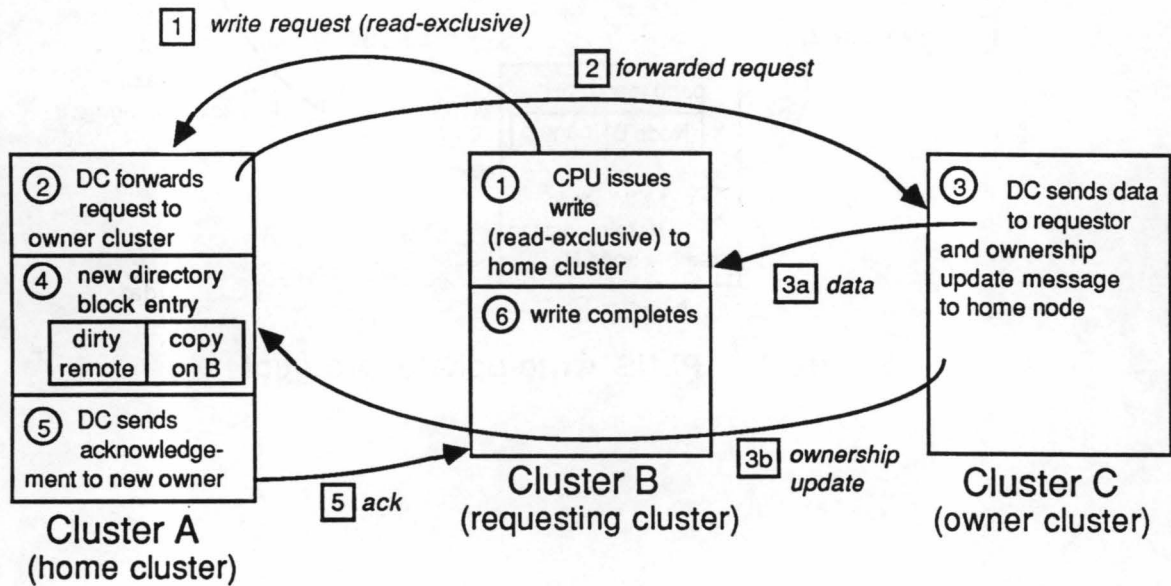 1 write request (read-exclusive)
2 forwarded request
2 DC forwards
request to
owner cluster
4 new directory
block entry
dirty
remote
copy
on B
5 DC sends
acknowledge-
ment to new owner
1 CPU issues
write
(read-exclusive) to
home cluster
6 write completes
3 DC sends data
to requestor
and ownership
update message
to home node
3a data
3b ownership
update
5 ack
Cluster A
(home cluster)
Cluster B
(requesting cluster)
Cluster C
(owner cluster)